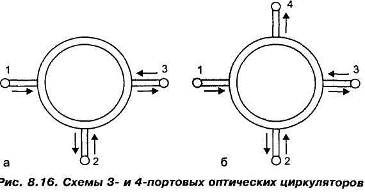 4
1
3
1
3
а
2
б
2
Рис. 8.16. Схемы 3- и 4-портовых оптических циркуляторов